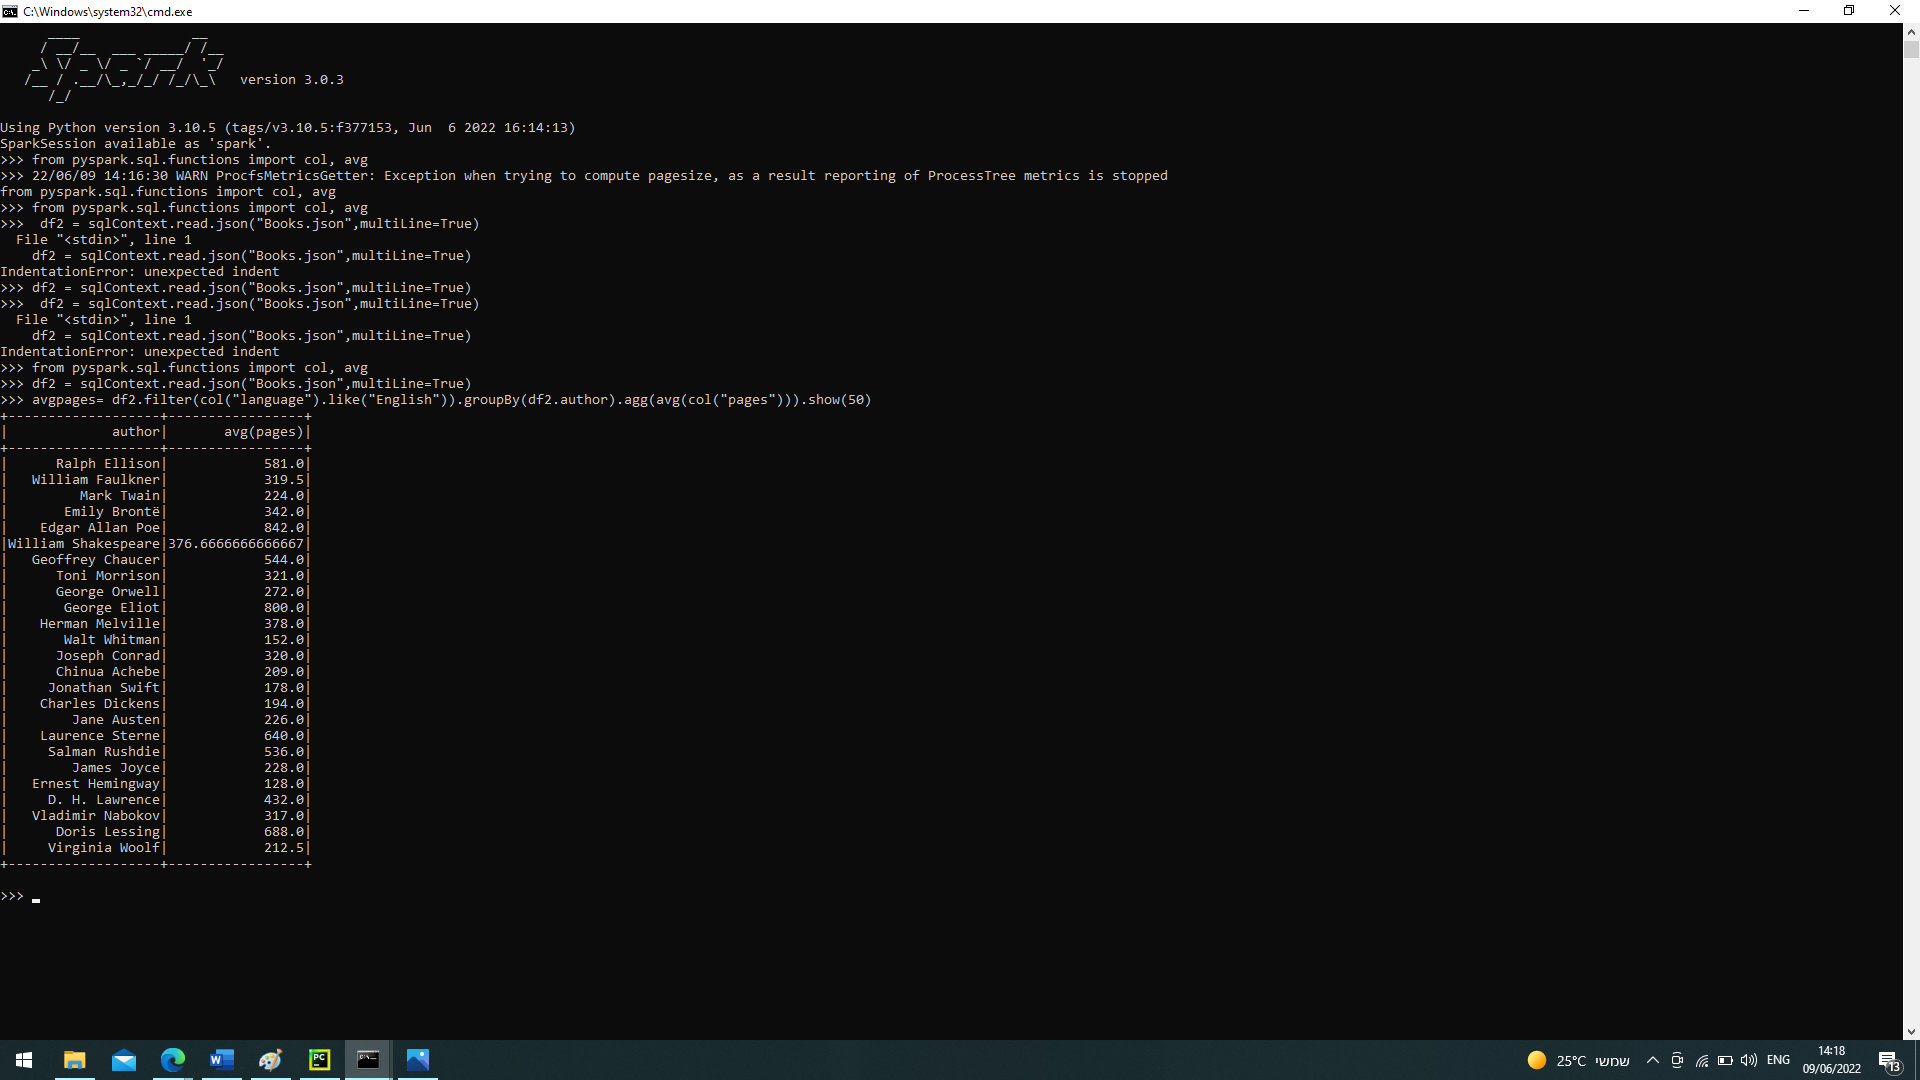 C:\Windows\system32\cmd.exe
      ____              __
     / __/__  ___ _____/ /__
    _\ \/ _ \/ _ `/ __/  '_/
   /__ / .__/\_,_/_/ /_/\_\   version 3.0.3
      /_/
Using Python version 3.10.5 (tags/v3.10.5:f377153, Jun  6 2022 16:14:13)
SparkSession available as 'spark'.
>>> from pyspark.sql.functions import col, avg
>>> 22/06/09 14:16:30 WARN ProcfsMetricsGetter: Exception when trying to compute pagesize, as a result reporting of ProcessTree metrics is stopped
from pyspark.sql.functions import col, avg
>>> from pyspark.sql.functions import col, avg
>>>  df2 = sqlContext.read.json("Books.json",multiLine=True)
  File "<stdin>", line 1
    df2 = sqlContext.read.json("Books.json",multiLine=True)
IndentationError: unexpected indent
>>> df2 = sqlContext.read.json("Books.json",multiLine=True)
>>>  df2 = sqlContext.read.json("Books.json",multiLine=True)
  File "<stdin>", line 1
    df2 = sqlContext.read.json("Books.json",multiLine=True)
IndentationError: unexpected indent
>>> from pyspark.sql.functions import col, avg
>>> df2 = sqlContext.read.json("Books.json",multiLine=True)
>>> avgpages= df2.filter(col("language").like("English")).groupBy(df2.author).agg(avg(col("pages"))).show(50)
+-------------------+-----------------+
|             author|       avg(pages)|
+-------------------+-----------------+
|      Ralph Ellison|            581.0|
|   William Faulkner|            319.5|
|         Mark Twain|            224.0|
|       Emily Brontë|            342.0|
|    Edgar Allan Poe|            842.0|
|William Shakespeare|376.6666666666667|
|   Geoffrey Chaucer|            544.0|
|      Toni Morrison|            321.0|
|      George Orwell|            272.0|
|       George Eliot|            800.0|
|    Herman Melville|            378.0|
|       Walt Whitman|            152.0|
|      Joseph Conrad|            320.0|
|      Chinua Achebe|            209.0|
|     Jonathan Swift|            178.0|
|    Charles Dickens|            194.0|
|        Jane Austen|            226.0|
|    Laurence Sterne|            640.0|
|     Salman Rushdie|            536.0|
|        James Joyce|            228.0|
|   Ernest Hemingway|            128.0|
|     D. H. Lawrence|            432.0|
|   Vladimir Nabokov|            317.0|
|      Doris Lessing|            688.0|
|     Virginia Woolf|            212.5|
+-------------------+-----------------+
>>>
25°C שמשי ENG 14:18
09/06/2022
13